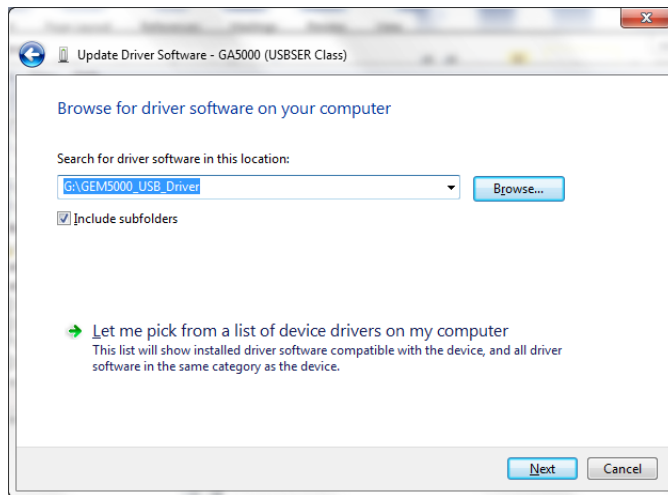 Update Driver Software - GA5000 (USBSER Class)
Browse for driver software on your computer
Search for driver software in this location:
G:\GEM5000_USB_Driver
Browse...
Include subfolders
Let me pick from a list of device drivers on my computer
This list will show installed driver software compatible with the device, and all driver
software in the same category as the device.
Next
Cancel